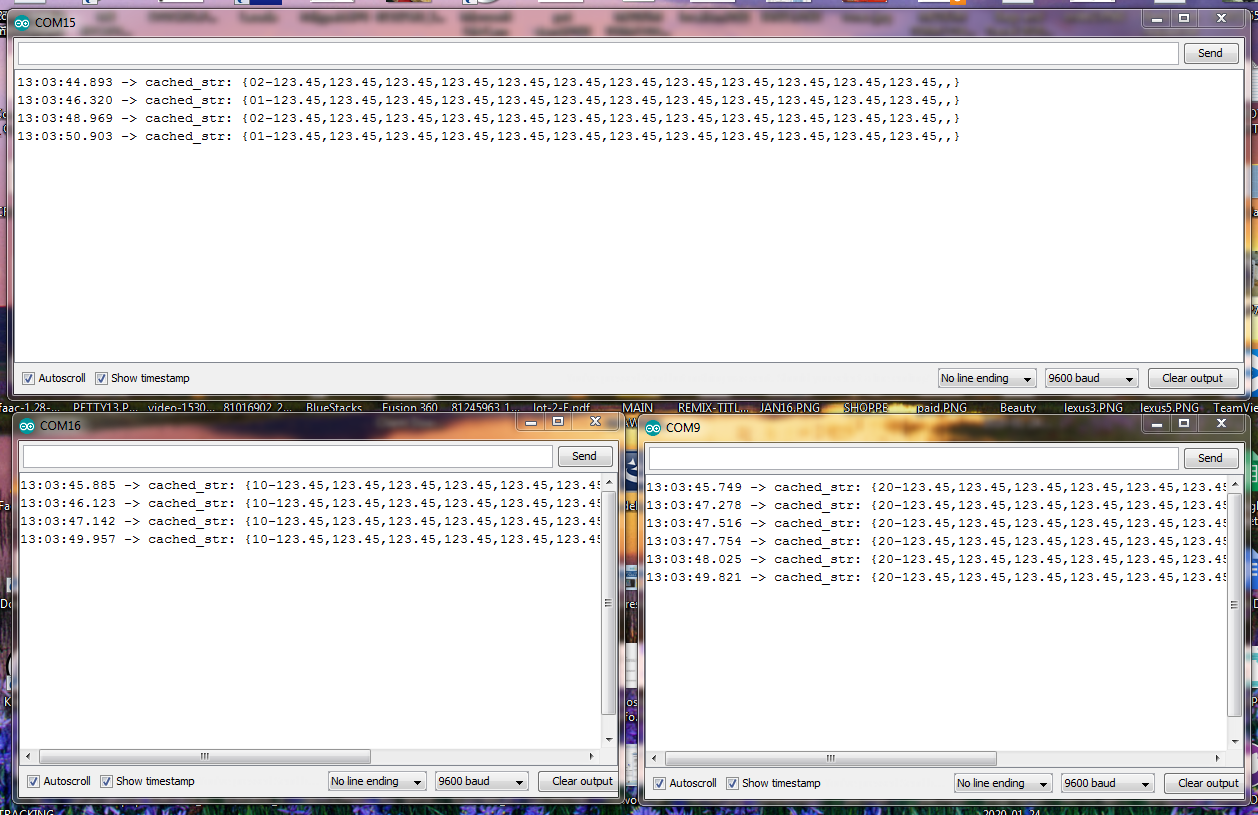 COM15
Send
13:03:44.893 -> cached_str: {02-123.45,123.45,123.45,123.45,123.45,123.45,123.45,123.45,123.45,123.45,123.45,123.45,,}
13:03:46.320 -> cached_str: {01-123.45,123.45,123.45,123.45,123.45,123.45,123.45,123.45,123.45,123.45,123.45,123.45,,}
13:03:48.969 -> cached_str: {02-123.45,123.45,123.45,123.45,123.45,123.45,123.45,123.45,123.45,123.45,123.45,123.45,,}
13:03:50.903 -> cached_str: {01-123.45,123.45,123.45,123.45,123.45,123.45,123.45,123.45,123.45,123.45,123.45,123.45,,}
Autoscroll Show timestamp No line ending 9600 baud Clear output
faac-1.28-... PETTY13.P... video-1530... 81016902_2... BlueStacks Fusion 360 81245963_1... MAIN REMIX-TITL... JAN16.PNG SHOPPE paid.PNG Beauty lexus3.PNG lexus5.PNG TeamVie
COM16
Send
13:03:45.885 -> cached_str: {10-123.45,123.45,123.45,123.45,123.45,123.45
13:03:46.123 -> cached_str: {10-123.45,123.45,123.45,123.45,123.45,123.45
13:03:47.142 -> cached_str: {10-123.45,123.45,123.45,123.45,123.45,123.45
13:03:49.957 -> cached_str: {10-123.45,123.45,123.45,123.45,123.45,123.45
Autoscroll Show timestamp No line ending 9600 baud Clear output
COM9
Send
13:03:45.749 -> cached_str: {20-123.45,123.45,123.45,123.45,123.45,123.45
13:03:47.278 -> cached_str: {20-123.45,123.45,123.45,123.45,123.45,123.45
13:03:47.516 -> cached_str: {20-123.45,123.45,123.45,123.45,123.45,123.45
13:03:47.754 -> cached_str: {20-123.45,123.45,123.45,123.45,123.45,123.45
13:03:48.025 -> cached_str: {20-123.45,123.45,123.45,123.45,123.45,123.45
13:03:49.821 -> cached_str: {20-123.45,123.45,123.45,123.45,123.45,123.45
Autoscroll Show timestamp No line ending 9600 baud Clear output